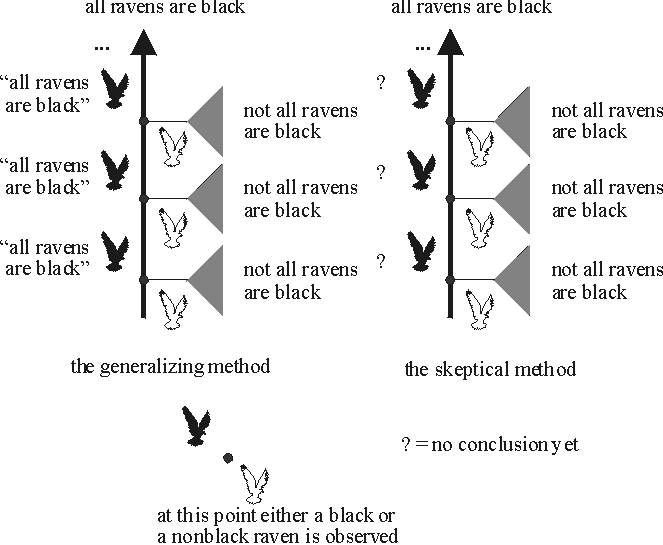 all ravens are black
...
“all ravens
are black”
not all ravens
are black
“all ravens
are black”
not all ravens
are black
“all ravens
are black”
not all ravens
are black
the generalizing method
all ravens are black
...
?
not all ravens
are black
?
not all ravens
are black
?
not all ravens
are black
the skeptical method
? = no conclusion yet
at this point either a black or
a nonblack raven is observed